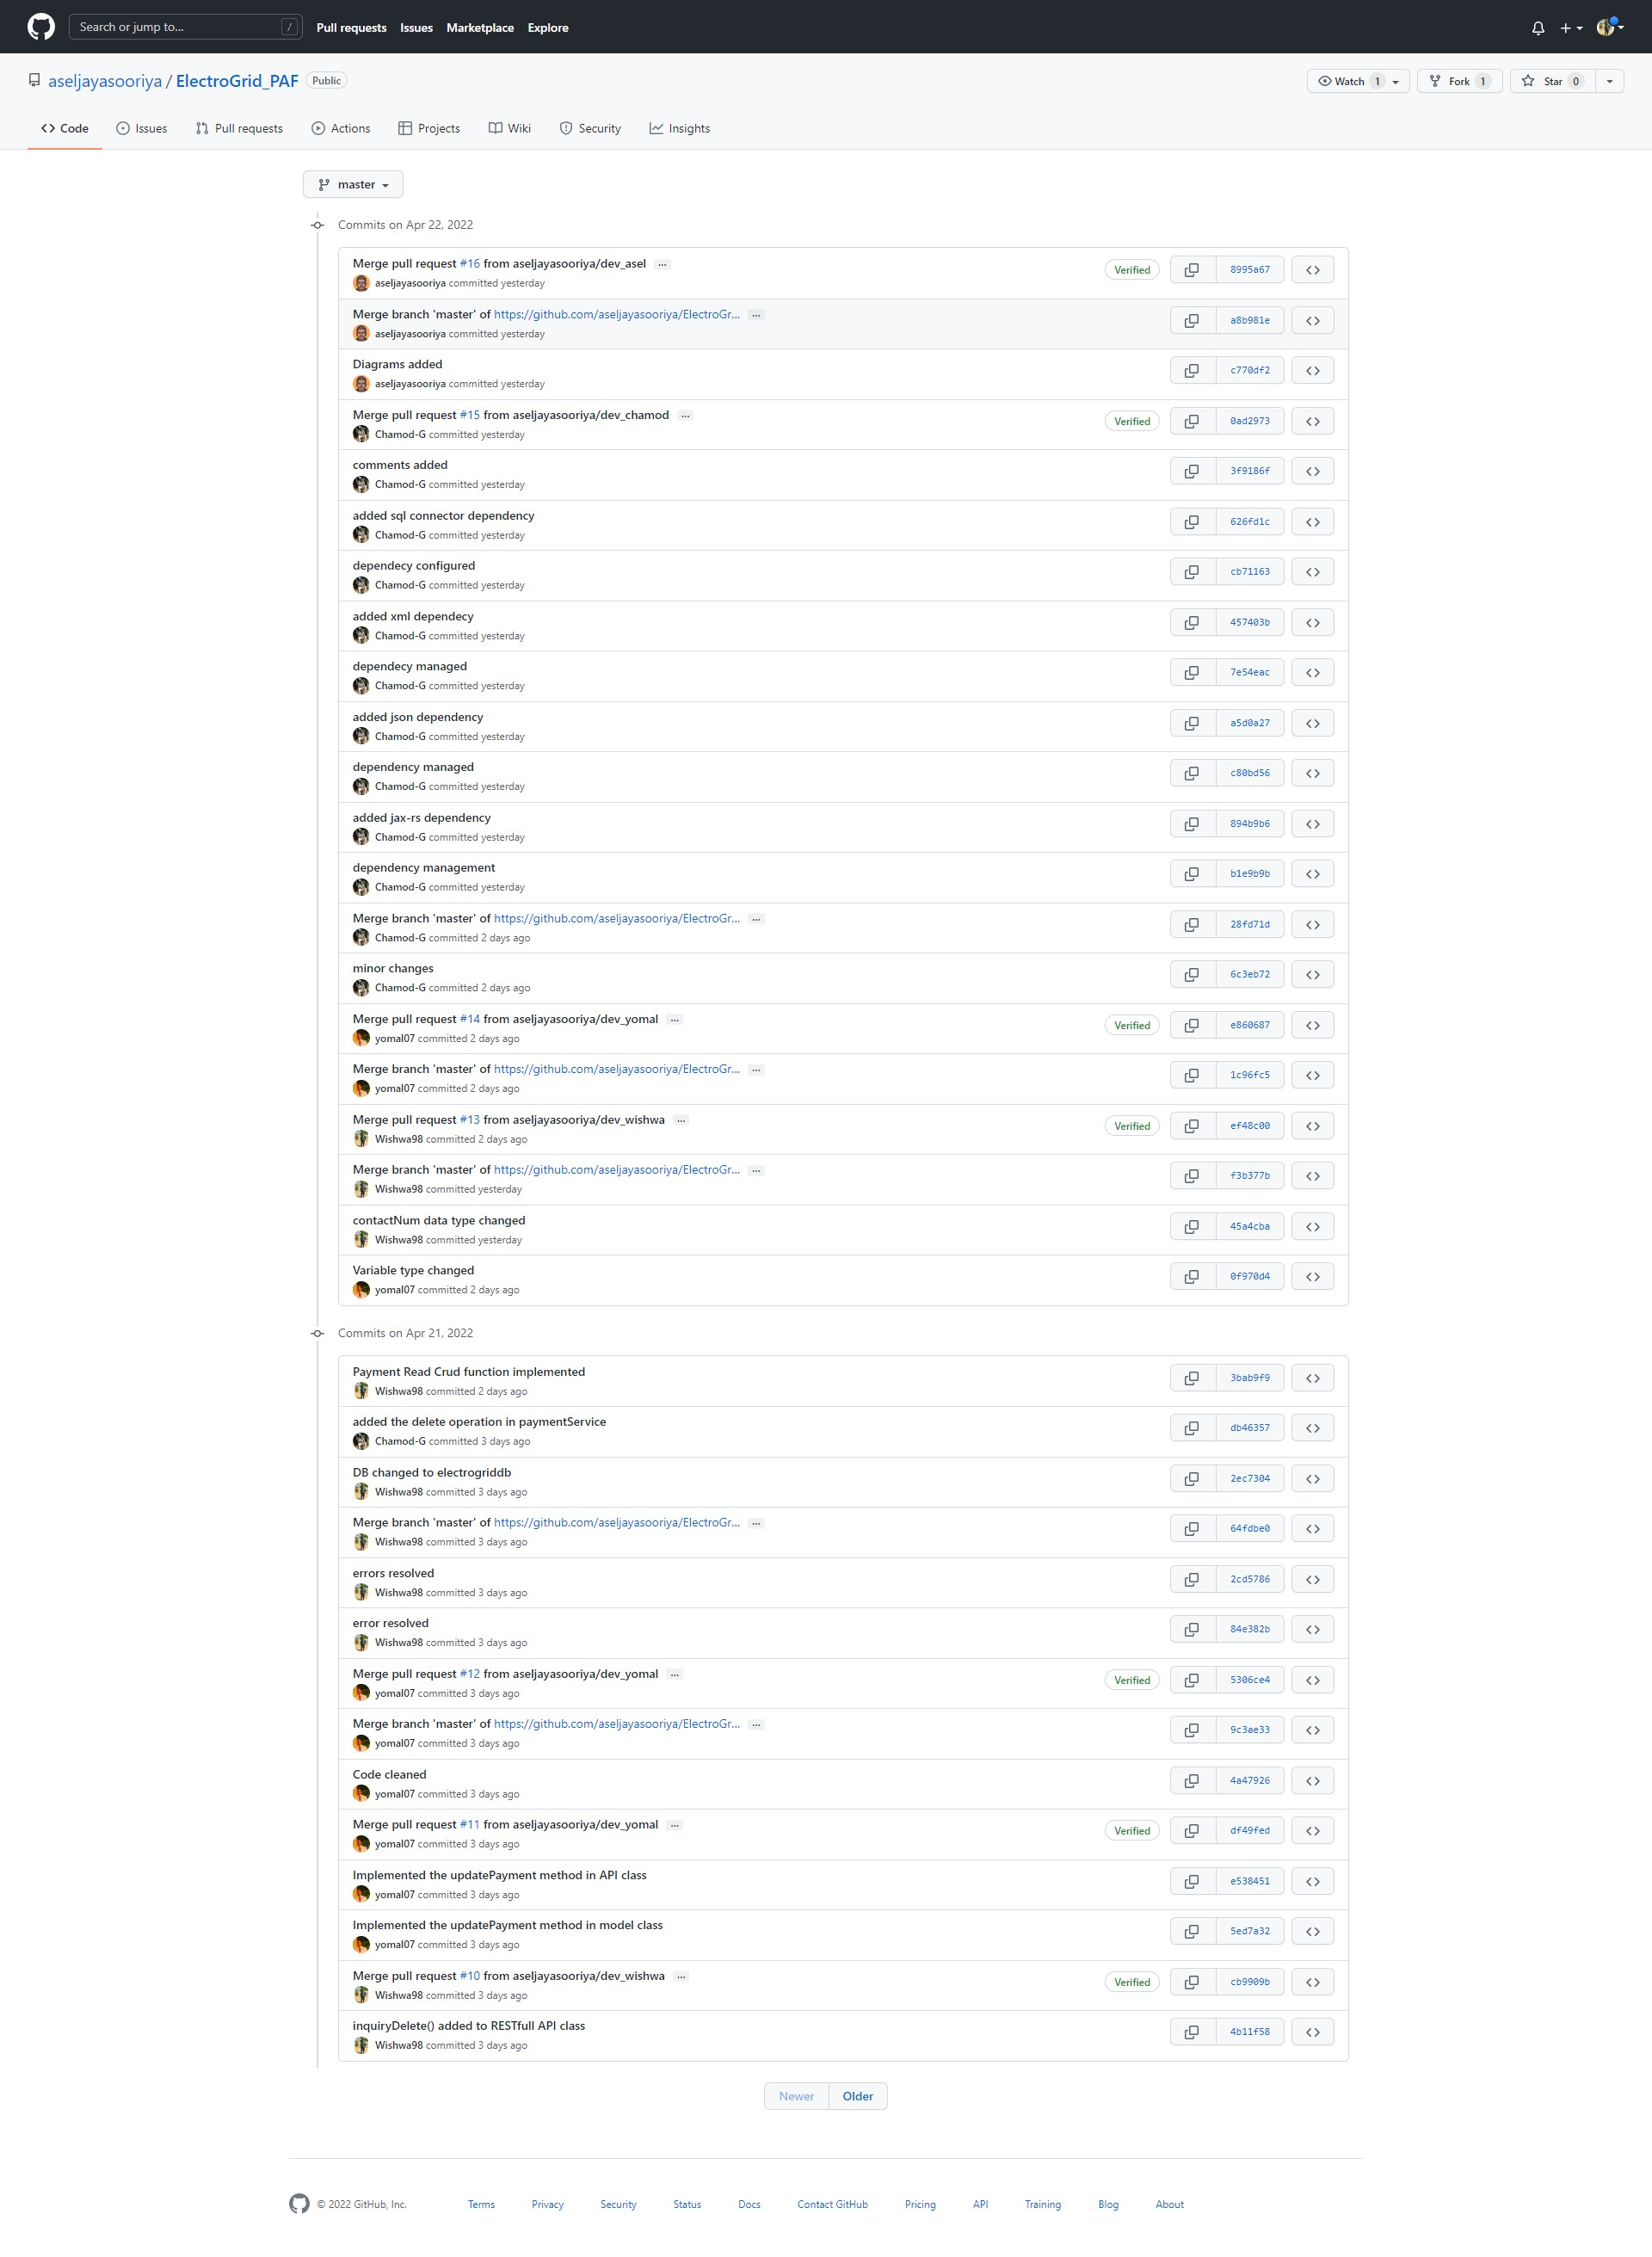 Search or jump to... /
Pull requests Issues Marketplace Explore
aseljayasooriya / ElectroGrid_PAF Public
Watch 1 Fork 1 Star 0
Code Issues Pull requests Actions Projects Wiki Security Insights
master
Commits on Apr 22, 2022
Merge pull request #16 from aseljayasooriya/dev_asel ...
aseljayasooriya committed yesterday
Verified 8995a67
Merge branch 'master' of https://github.com/aseljayasooriya/ElectroGr... ...
aseljayasooriya committed yesterday
a8b981e
Diagrams added
aseljayasooriya committed yesterday
c770df2
Merge pull request #15 from aseljayasooriya/dev_chamod ...
Chamod-G committed yesterday
Verified 0ad2973
comments added
Chamod-G committed yesterday
3f9186f
added sql connector dependency
Chamod-G committed yesterday
626fd1c
dependecy configured
Chamod-G committed yesterday
cb71163
added xml dependecy
Chamod-G committed yesterday
457403b
dependecy managed
Chamod-G committed yesterday
7e54eac
added json dependency
Chamod-G committed yesterday
a5d0a27
dependency managed
Chamod-G committed yesterday
c80bd56
added jax-rs dependency
Chamod-G committed yesterday
894b9b6
dependency management
Chamod-G committed yesterday
b1e9b9b
Merge branch 'master' of https://github.com/aseljayasooriya/ElectroGr... ...
Chamod-G committed 2 days ago
28fd71d
minor changes
Chamod-G committed 2 days ago
6c3eb72
Merge pull request #14 from aseljayasooriya/dev_yomal ...
yomal07 committed 2 days ago
Verified e860687
Merge branch 'master' of https://github.com/aseljayasooriya/ElectroGr... ...
yomal07 committed 2 days ago
1c96fc5
Merge pull request #13 from aseljayasooriya/dev_wishwa ...
Wishwa98 committed 2 days ago
Verified ef48c00
Merge branch 'master' of https://github.com/aseljayasooriya/ElectroGr... ...
Wishwa98 committed yesterday
f3b377b
contactNum data type changed
Wishwa98 committed yesterday
45a4cba
Variable type changed
yomal07 committed 2 days ago
0f970d4
Commits on Apr 21, 2022
Payment Read Crud function implemented
Wishwa98 committed 2 days ago
3bab9f9
added the delete operation in paymentService
Chamod-G committed 3 days ago
db46357
DB changed to electrogriddb
Wishwa98 committed 3 days ago
2ec7304
Merge branch 'master' of https://github.com/aseljayasooriya/ElectroGr... ...
Wishwa98 committed 3 days ago
64fdbe0
errors resolved
Wishwa98 committed 3 days ago
2cd5786
error resolved
Wishwa98 committed 3 days ago
84e382b
Merge pull request #12 from aseljayasooriya/dev_yomal ...
yomal07 committed 3 days ago
Verified 5306ce4
Merge branch 'master' of https://github.com/aseljayasooriya/ElectroGr... ...
yomal07 committed 3 days ago
9c3ae33
Code cleaned
yomal07 committed 3 days ago
4a47926
Merge pull request #11 from aseljayasooriya/dev_yomal ...
yomal07 committed 3 days ago
Verified df49fed
Implemented the updatePayment method in API class
yomal07 committed 3 days ago
e538451
Implemented the updatePayment method in model class
yomal07 committed 3 days ago
5ed7a32
Merge pull request #10 from aseljayasooriya/dev_wishwa ...
Wishwa98 committed 3 days ago
Verified cb9909b
inquiryDelete() added to RESTfull API class
Wishwa98 committed 3 days ago
4b11f58
Newer Older
© 2022 GitHub, Inc. Terms Privacy Security Status Docs Contact GitHub Pricing API Training Blog About